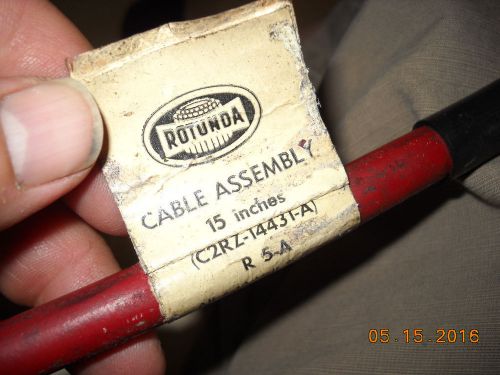 ROTUNDA
CABLE ASSEMBLY
15 inches
(C2RZ-14431-A)
R 5-A
05.15.2016